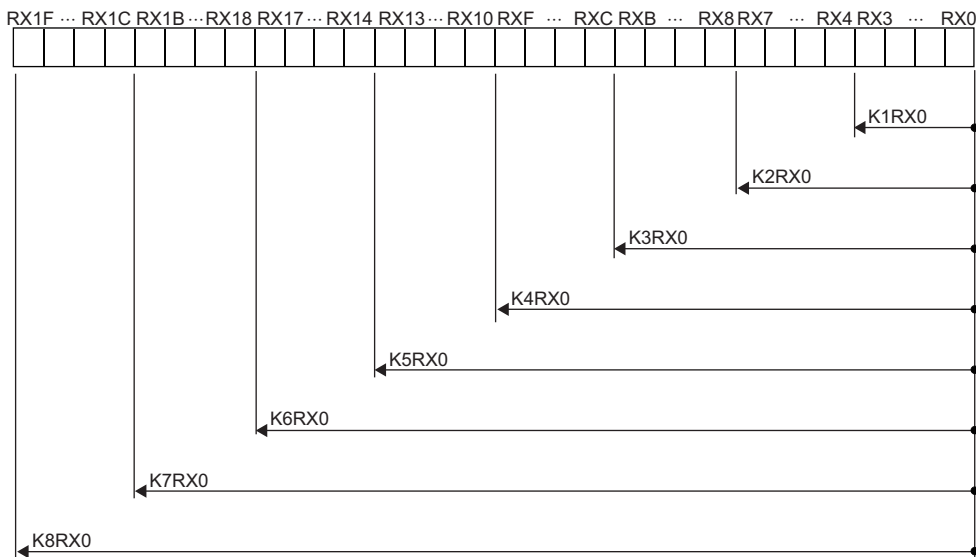 RX1F ··· RX1C RX1B ··· RX18 RX17 ··· RX14 RX13 ··· RX10 RXF ··· RXC RXB ··· RX8 RX7 ··· RX4 RX3 ··· RX0
K1RX0
K2RX0
K3RX0
K4RX0
K5RX0
K6RX0
K7RX0
K8RX0